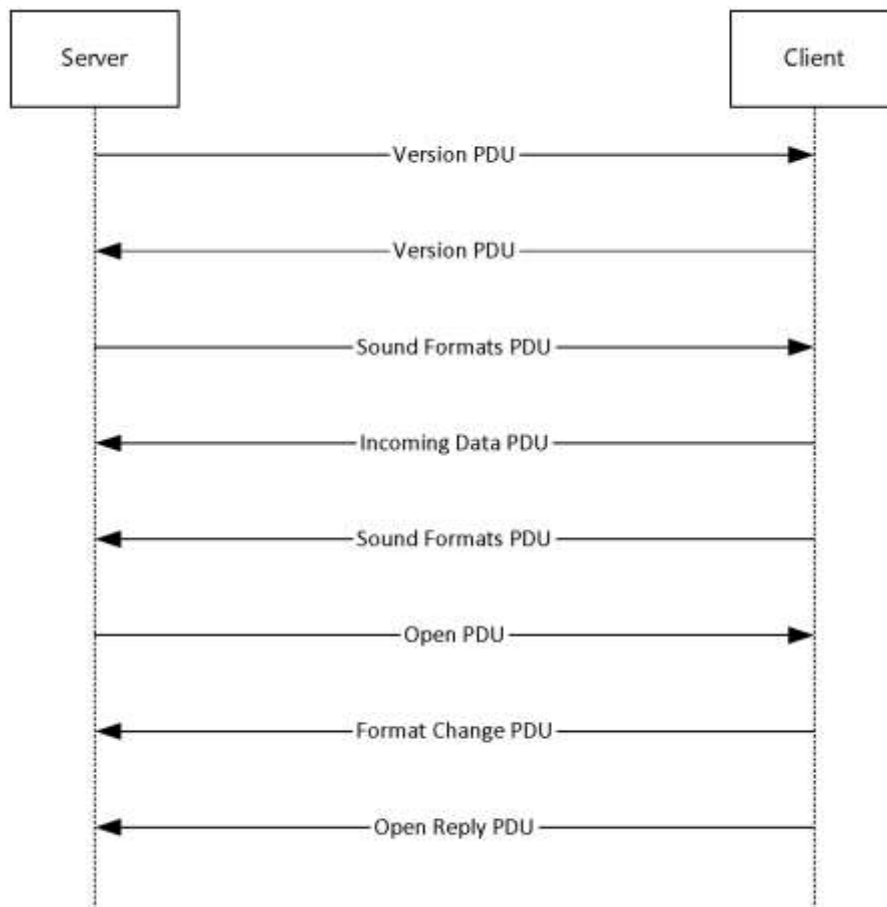 Server
Client
Version PDU
Version PDU
Sound Formats PDU
Incoming Data PDU
Sound Formats PDU
Open PDU
Format Change PDU
Open Reply PDU